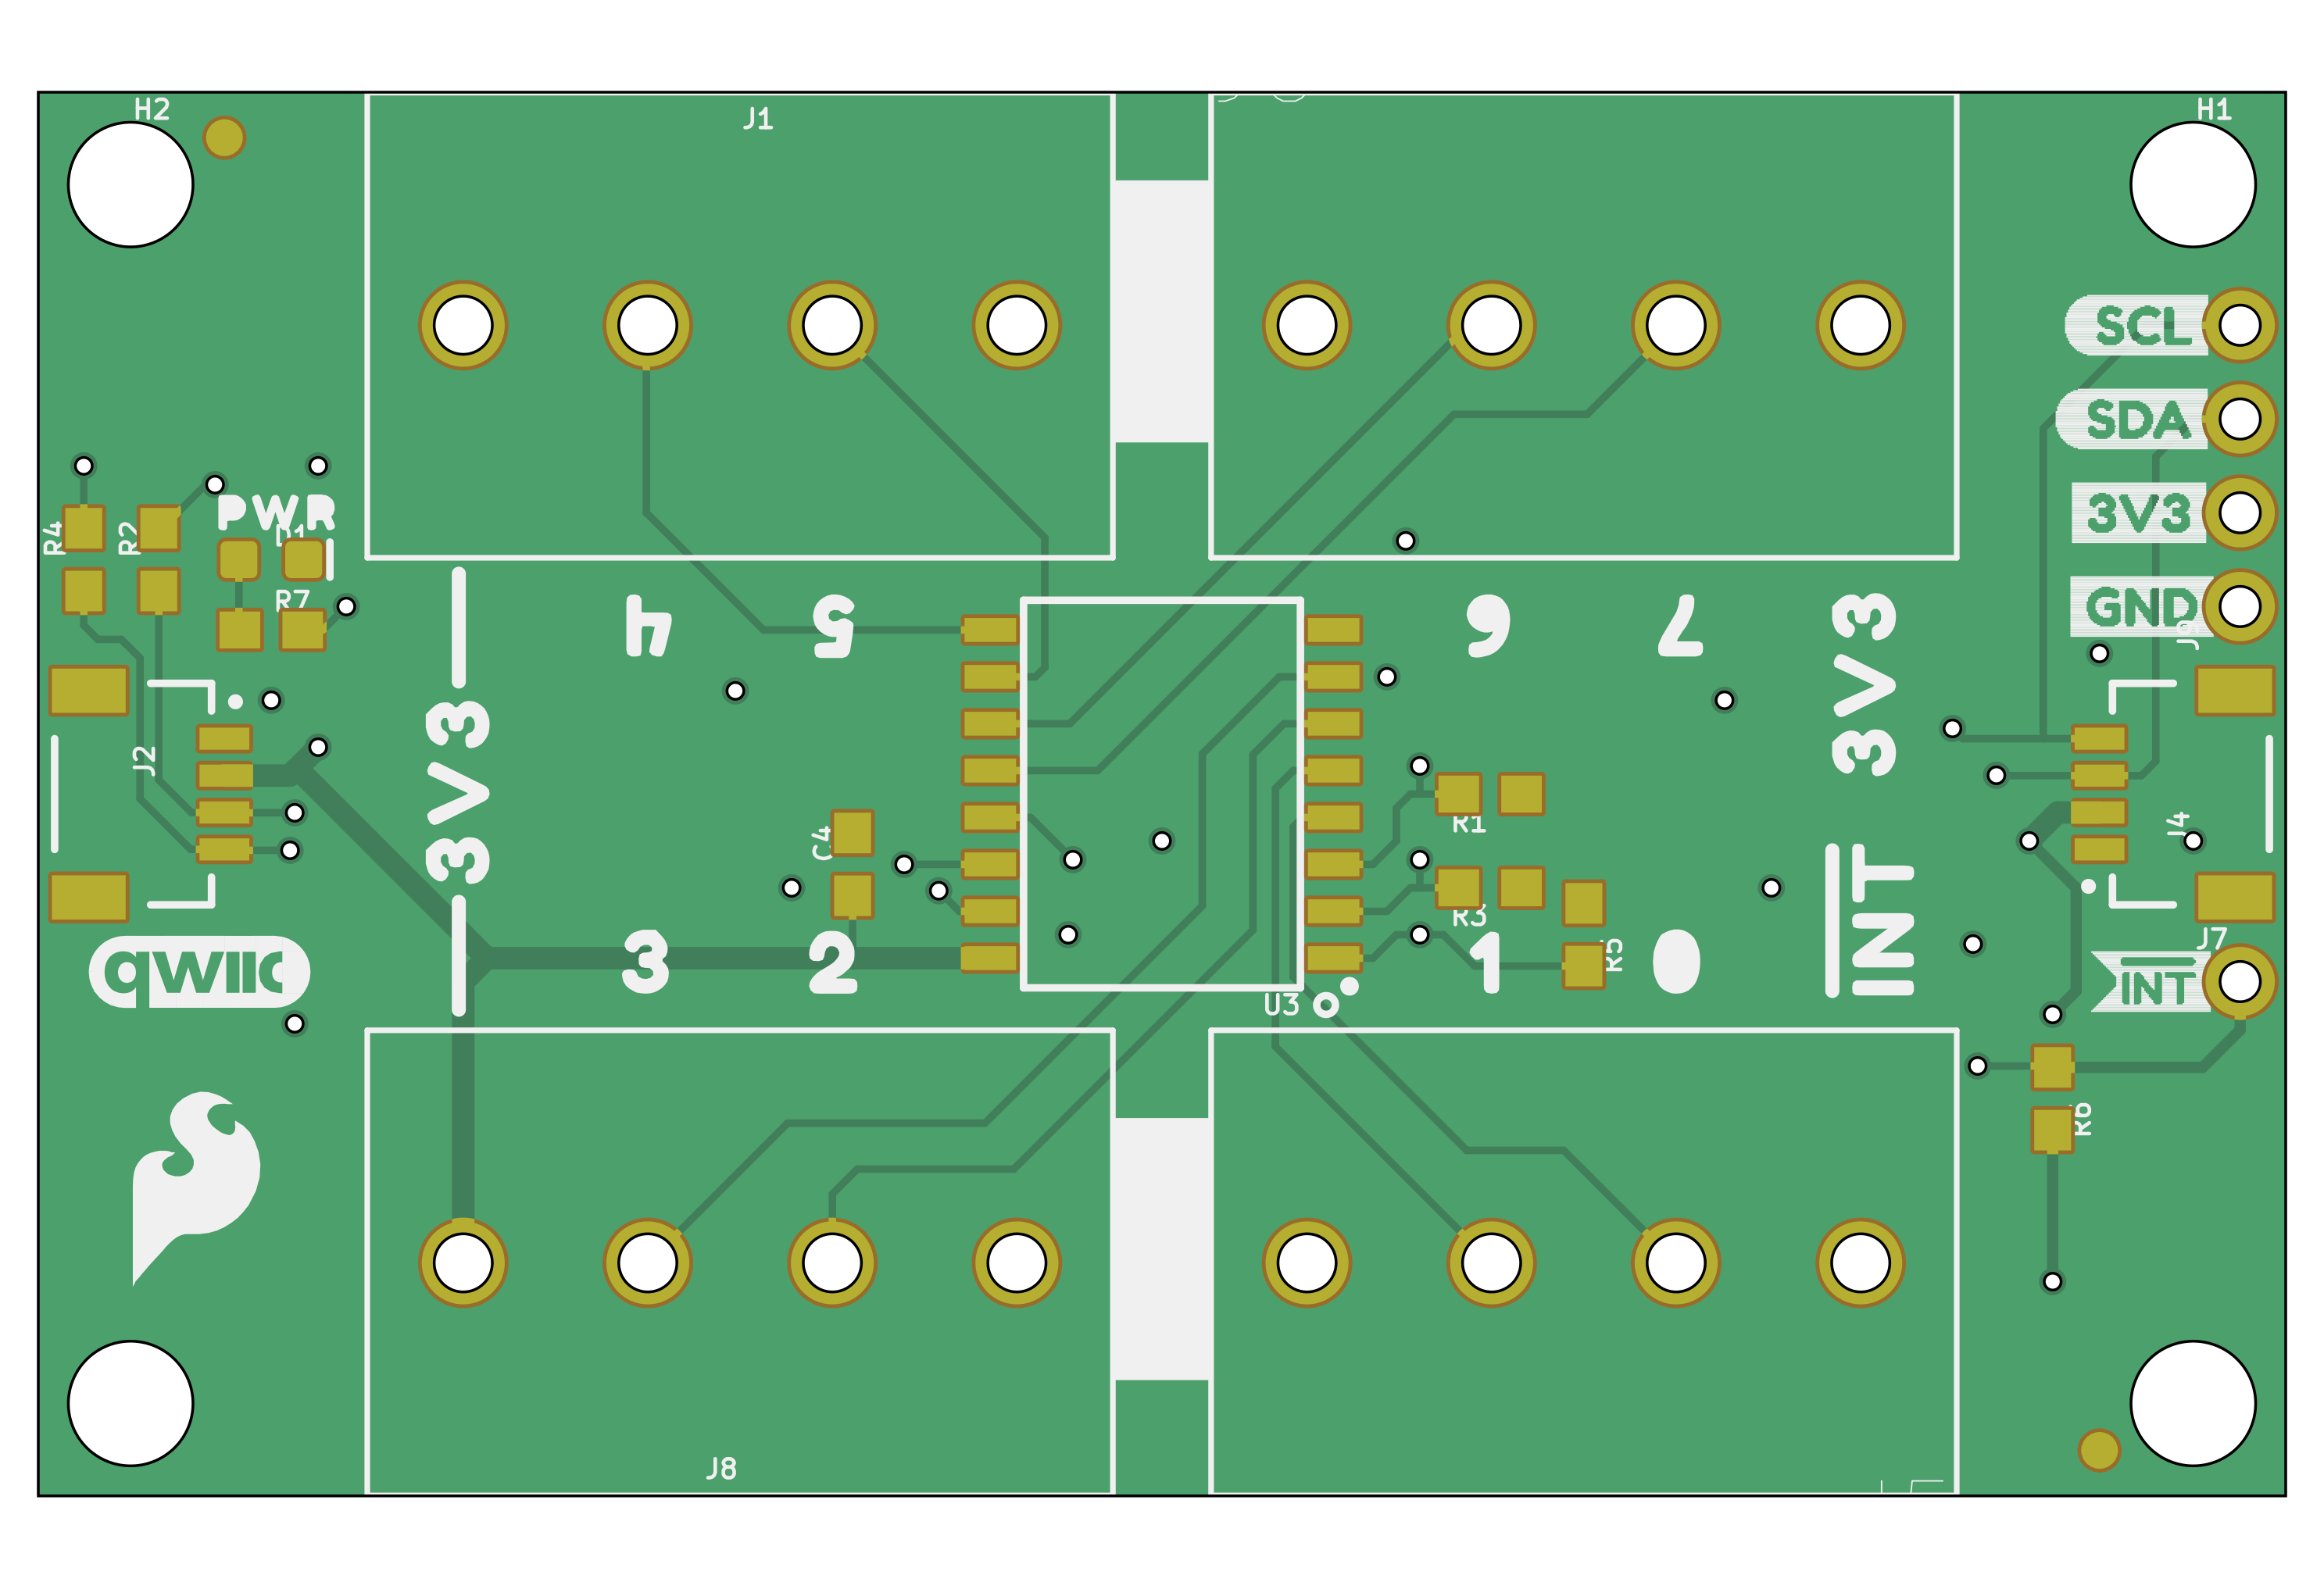 H2
J1
H1
SCL
SDA
3V3
GND
J5
R4
R2
PWR
D1
R7
4
5
6
7
3V3
3V3
J2
J4
C4
R1
R3
R5
INT
J7
INT
qwiic
3
2
1
0
U3
R6
J8